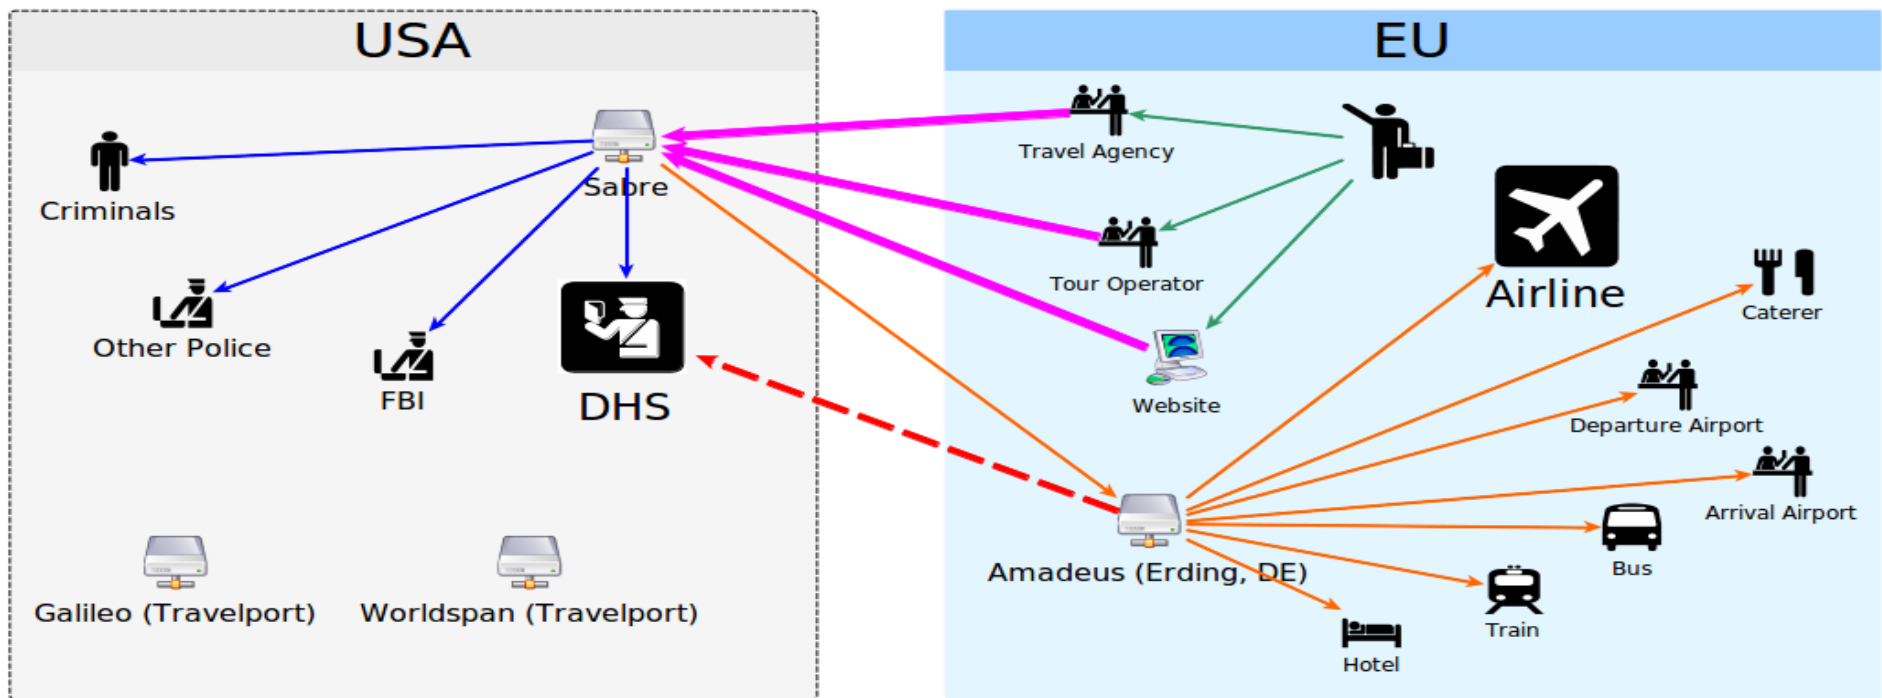 USA
EU
Travel Agency
Sabre
Criminals
Tour Operator
Airline
Caterer
Other Police
FBI
DHS
Website
Departure Airport
Arrival Airport
Amadeus (Erding, DE)
Bus
Galileo (Travelport)
Worldspan (Travelport)
Train
Hotel